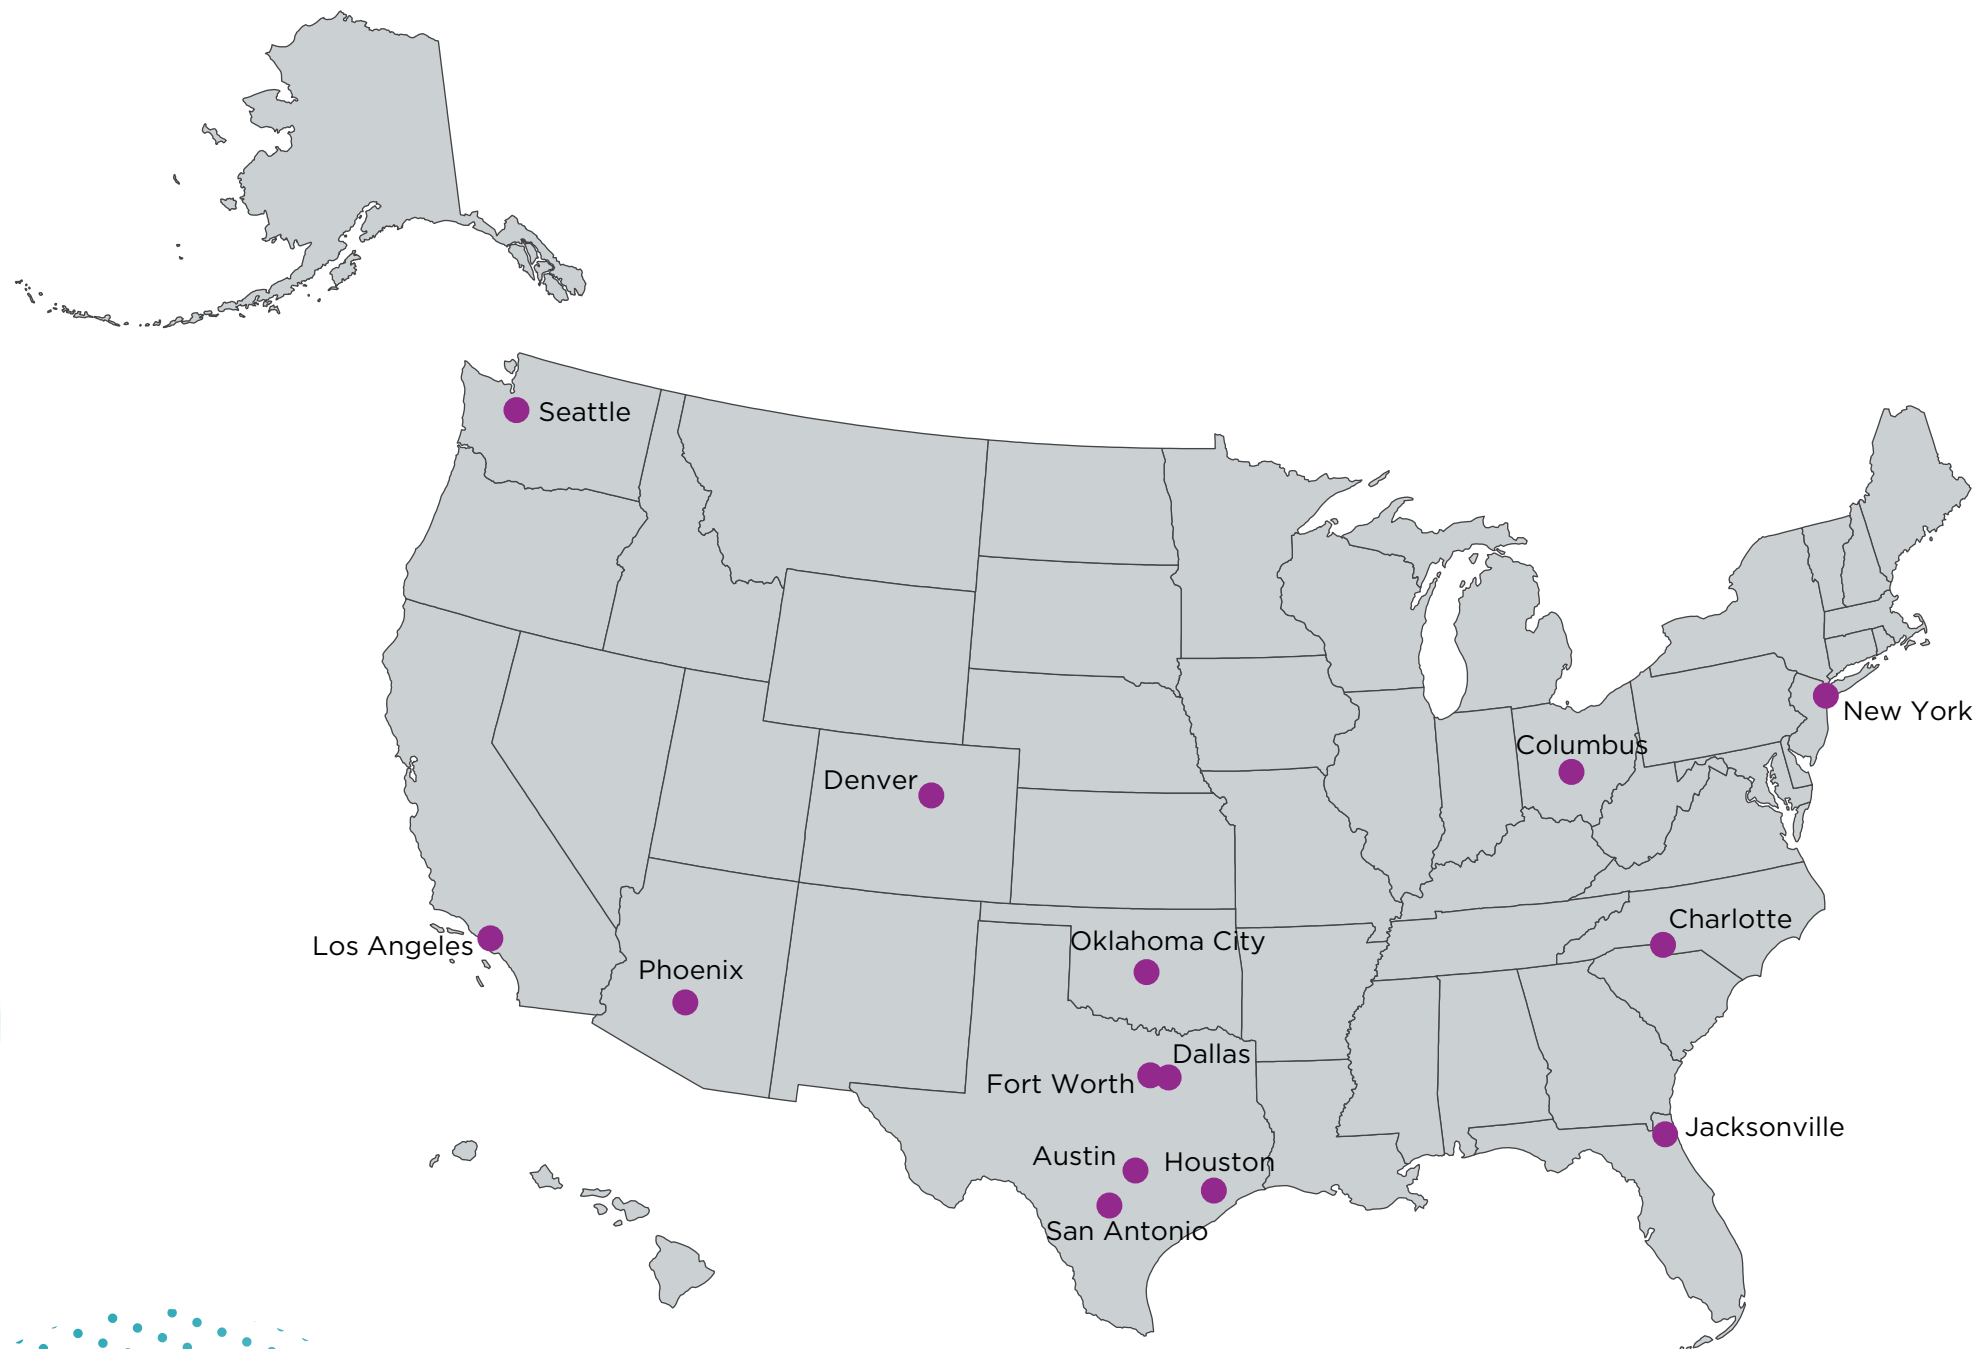 Seattle
New York
Columbus
Denver
Charlotte
Oklahoma City
Los Angeles
Phoenix
Dallas
Fort Worth
Jacksonville
Austin
Houston
San Antonio